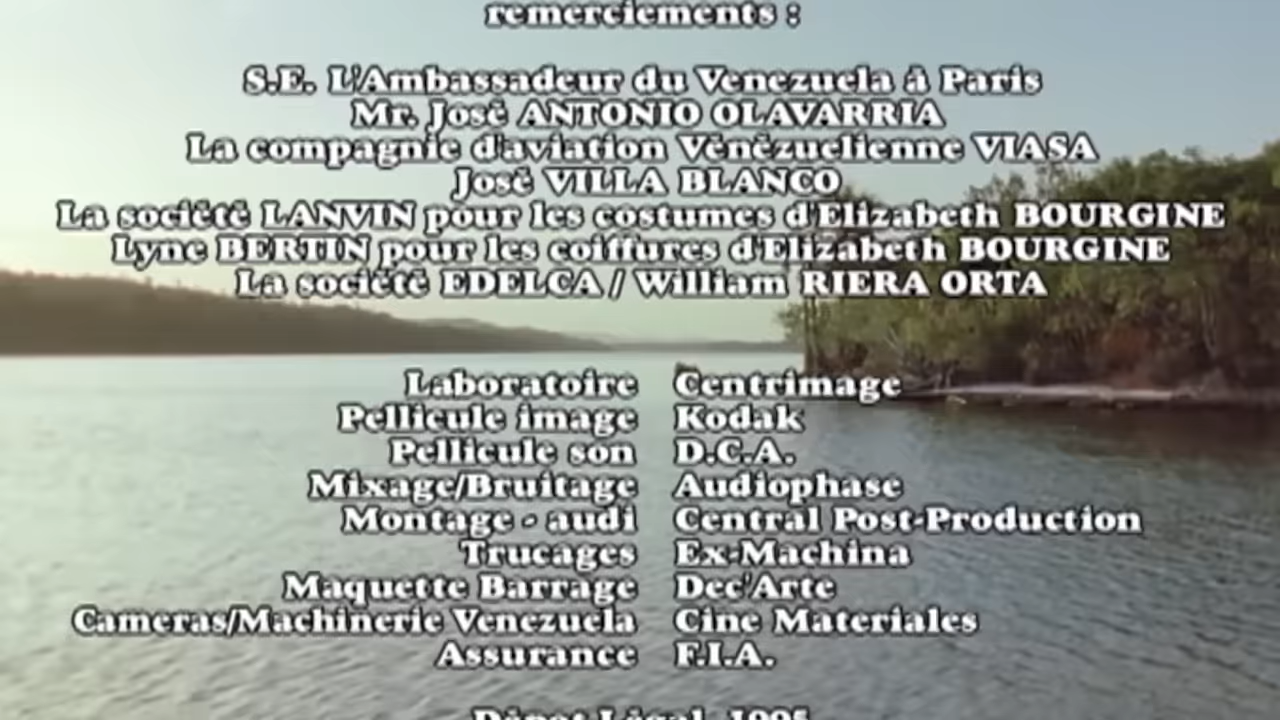 remerciements :
S.E. L'Ambassadeur du Venezuela à Paris
Mr. José ANTONIO OLAVARRIA
La compagnie d'aviation Vénézuelienne VIASA
José VILLA BLANCO
La société LANVIN pour les costumes d'Elizabeth BOURGINE
Lyne BERTIN pour les coiffures d'Elizabeth BOURGINE
La société EDELCA / William RIERA ORTA
Laboratoire Centrimage
Pellicule image Kodak
Pellicule son D.C.A.
Mixage/Bruitage Audiophase
Montage - audi Central Post-Production
Trucages Ex-Machina
Maquette Barrage Dec'Arte
Cameras/Machinerie Venezuela Cine Materiales
Assurance F.I.A.
Dépot Légal 1995